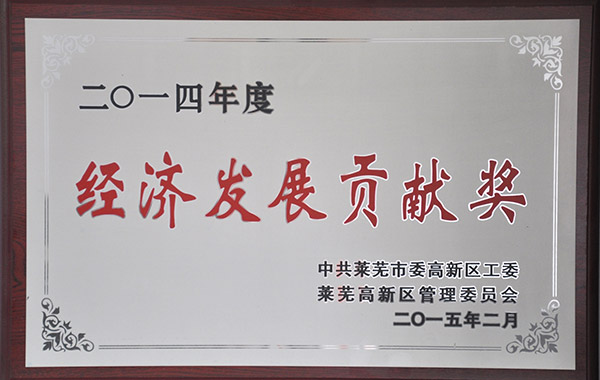 二〇一四年度
经济发展贡献奖
中共莱芜市委高新区工委
莱芜高新区管理委员会
二〇一五年二月